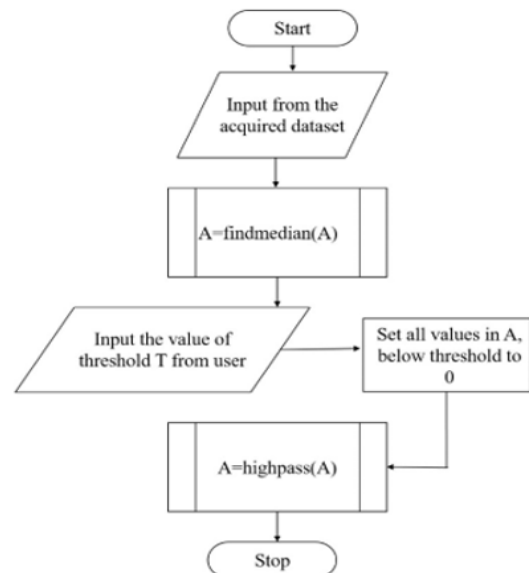 Start
Input from the
acquired dataset
A=findmedian(A)
Input the value of
threshold T from user
Set all values in A,
below threshold to
0
A=highpass(A)
Stop